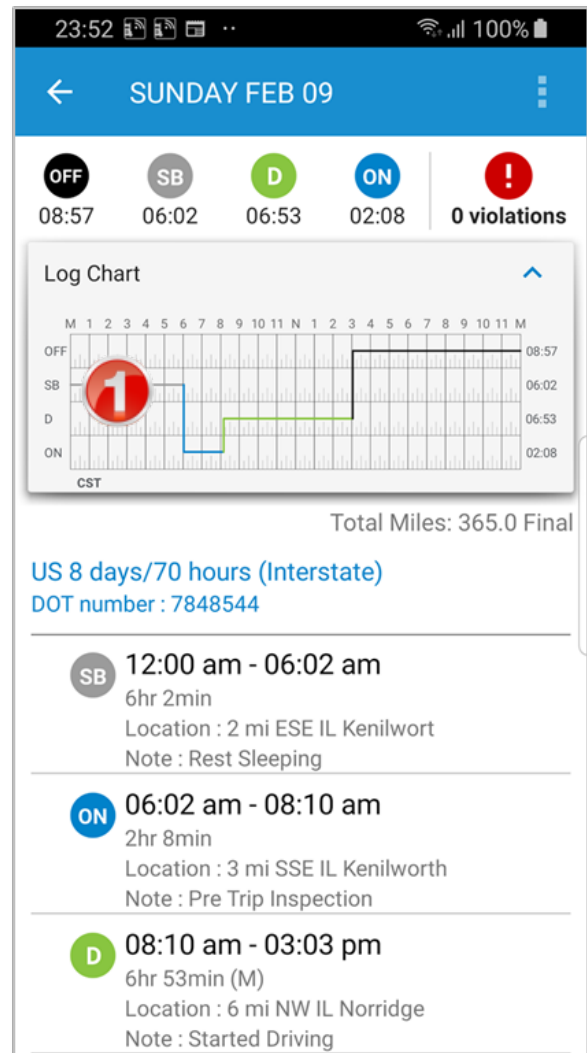 23:52 100%
SUNDAY FEB 09
OFF SB D ON !
08:57 06:02 06:53 02:08 0 violations
Log Chart
M 1 2 3 4 5 6 7 8 9 10 11 N 1 2 3 4 5 6 7 8 9 10 11 M
OFF 08:57
SB 1 06:02
D 06:53
ON 02:08
CST
Total Miles: 365.0 Final
US 8 days/70 hours (Interstate)
DOT number : 7848544
SB 12:00 am - 06:02 am
6hr 2min
Location : 2 mi ESE IL Kenilwort
Note : Rest Sleeping
ON 06:02 am - 08:10 am
2hr 8min
Location : 3 mi SSE IL Kenilworth
Note : Pre Trip Inspection
D 08:10 am - 03:03 pm
6hr 53min (M)
Location : 6 mi NW IL Norridge
Note : Started Driving